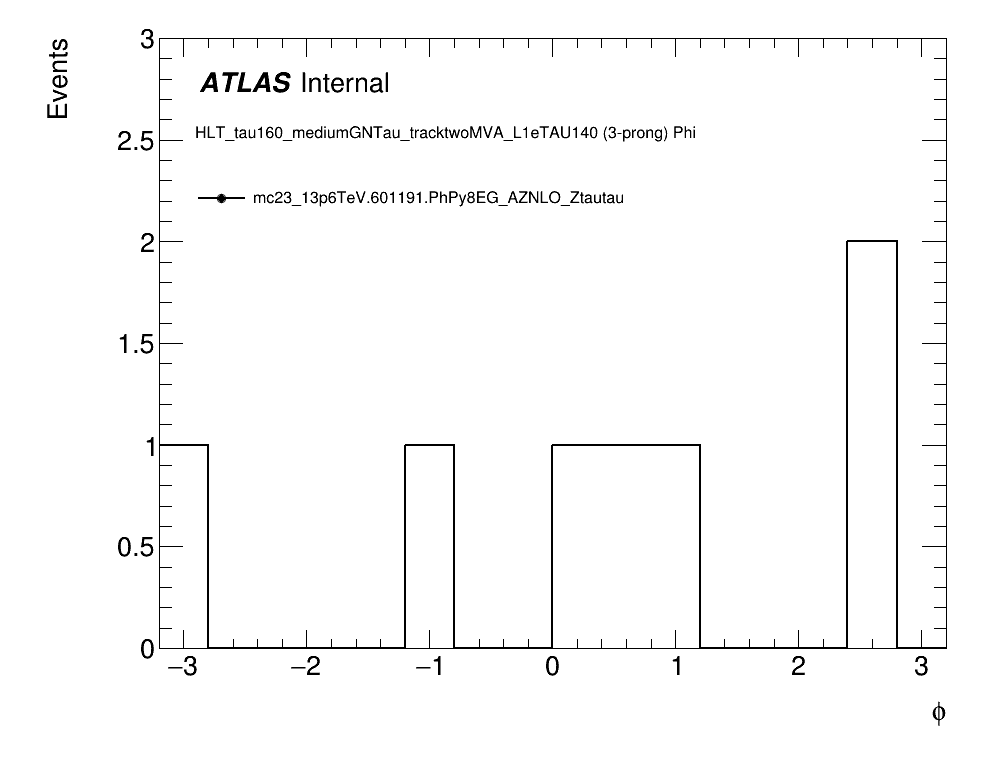 Events
3
ATLAS Internal
HLT_tau160_mediumGNTau_tracktwoMVA_L1eTAU140 (3-prong) Phi
2.5
mc23_13p6TeV.601191.PhPy8EG_AZNLO_Ztautau
2
1.5
1
0.5
0
−3 −2 −1 0 1 2 3
ϕ